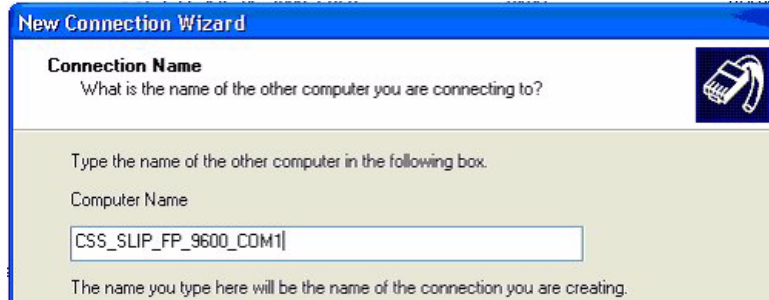 New Connection Wizard
Connection Name
What is the name of the other computer you are connecting to?
Type the name of the other computer in the following box.
Computer Name
CSS_SLIP_FP_9600_COM1
The name you type here will be the name of the connection you are creating.